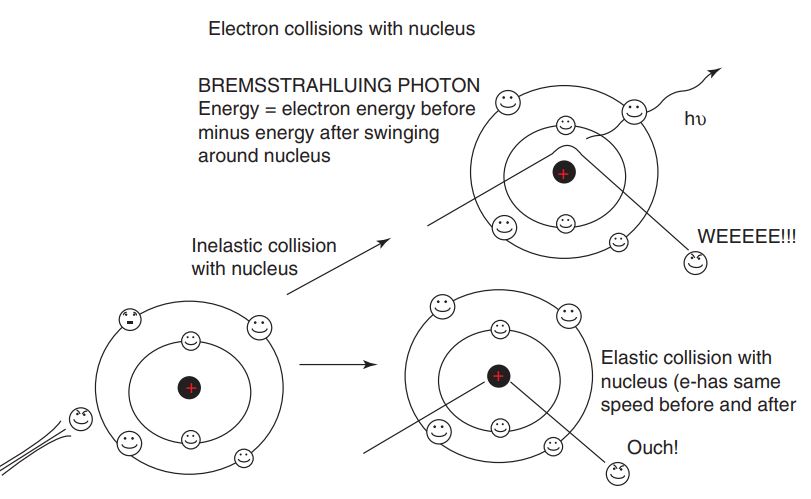 Electron collisions with nucleus
BREMSSTRAHLUING PHOTON
Energy = electron energy before
minus energy after swinging
around nucleus
+
hυ
WEEEEE!!!
Inelastic collision
with nucleus
+
+
Elastic collision with
nucleus (e-has same
speed before and after
Ouch!